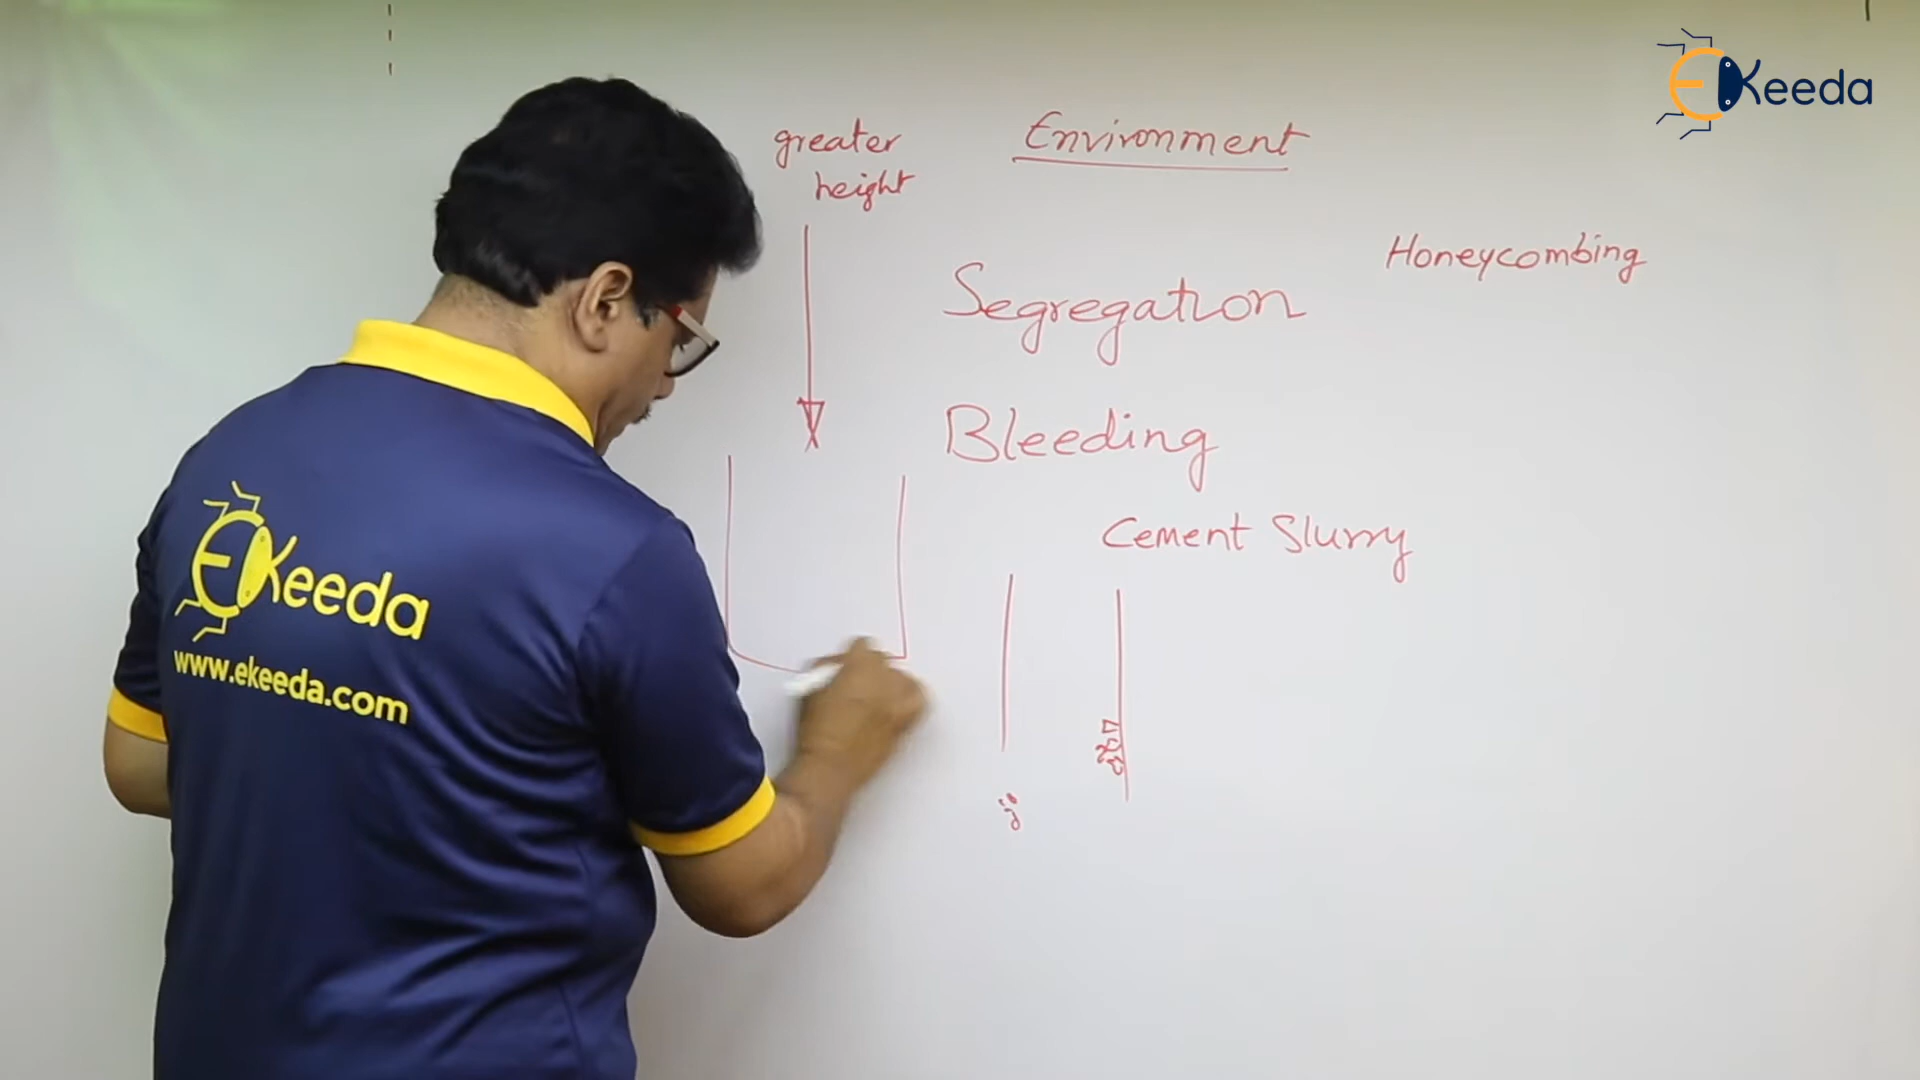 EKeeda
greater
height
Environment
Honeycombing
Segregation
Bleeding
Cement Slurry
EKeeda
www.ekeeda.com